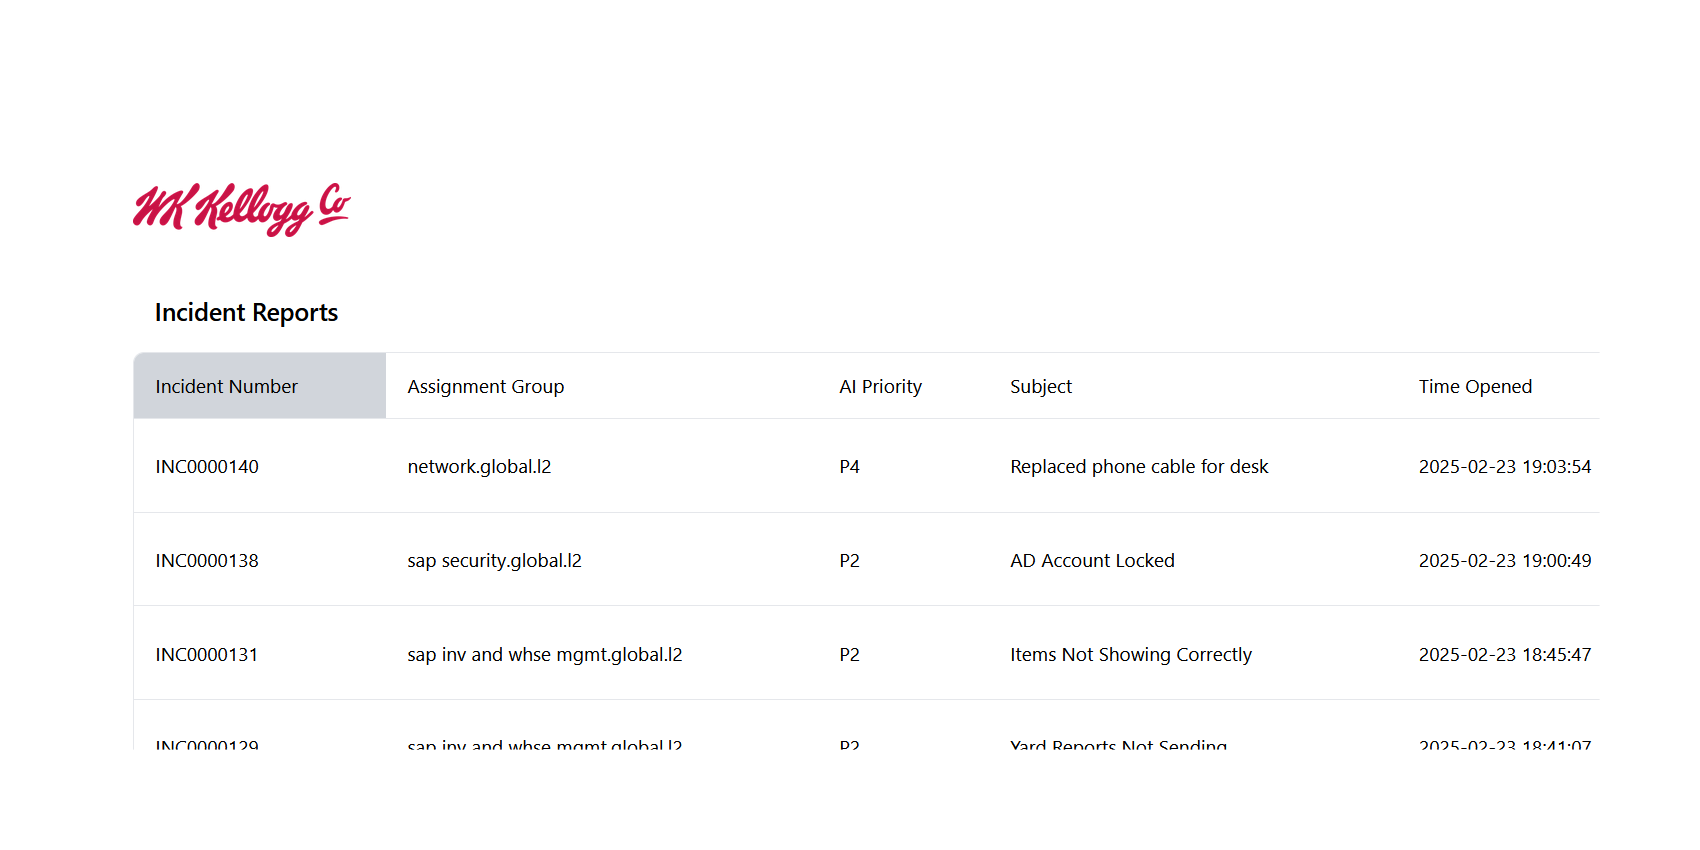 WK Kellogg Co
Incident Reports
Incident Number Assignment Group AI Priority Subject Time Opened
INC0000140 network.global.l2 P4 Replaced phone cable for desk 2025-02-23 19:03:54
INC0000138 sap security.global.l2 P2 AD Account Locked 2025-02-23 19:00:49
INC0000131 sap inv and whse mgmt.global.l2 P2 Items Not Showing Correctly 2025-02-23 18:45:47
INC0000129 sap inv and whse mgmt.global.l2 P2 Yard Reports Not Sending 2025-02-23 18:41:07